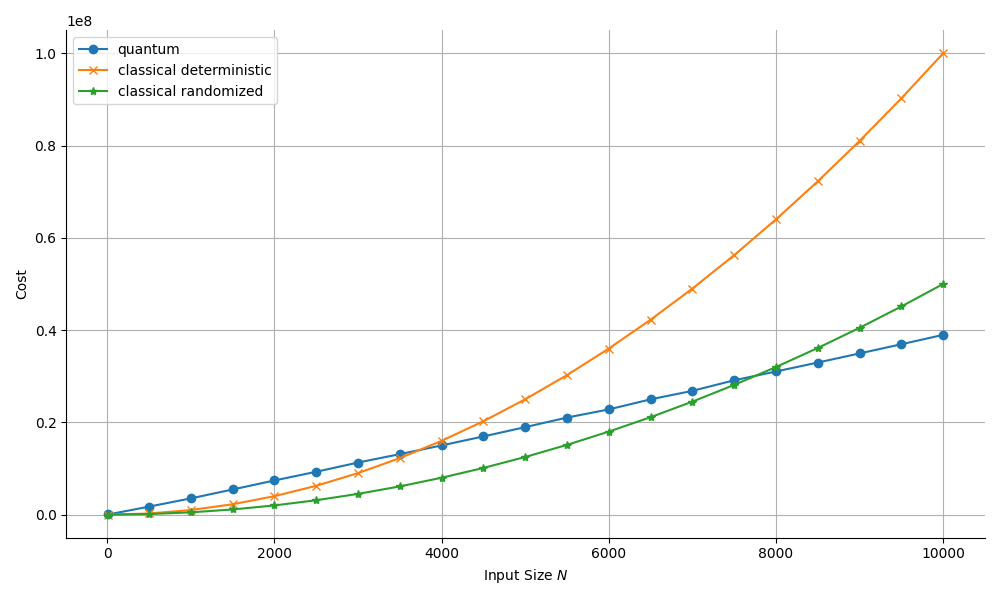 1e8
quantum
classical deterministic
classical randomized
1.0
0.8
0.6
0.4
0.2
0.0
Cost
0 2000 4000 6000 8000 10000
Input Size N